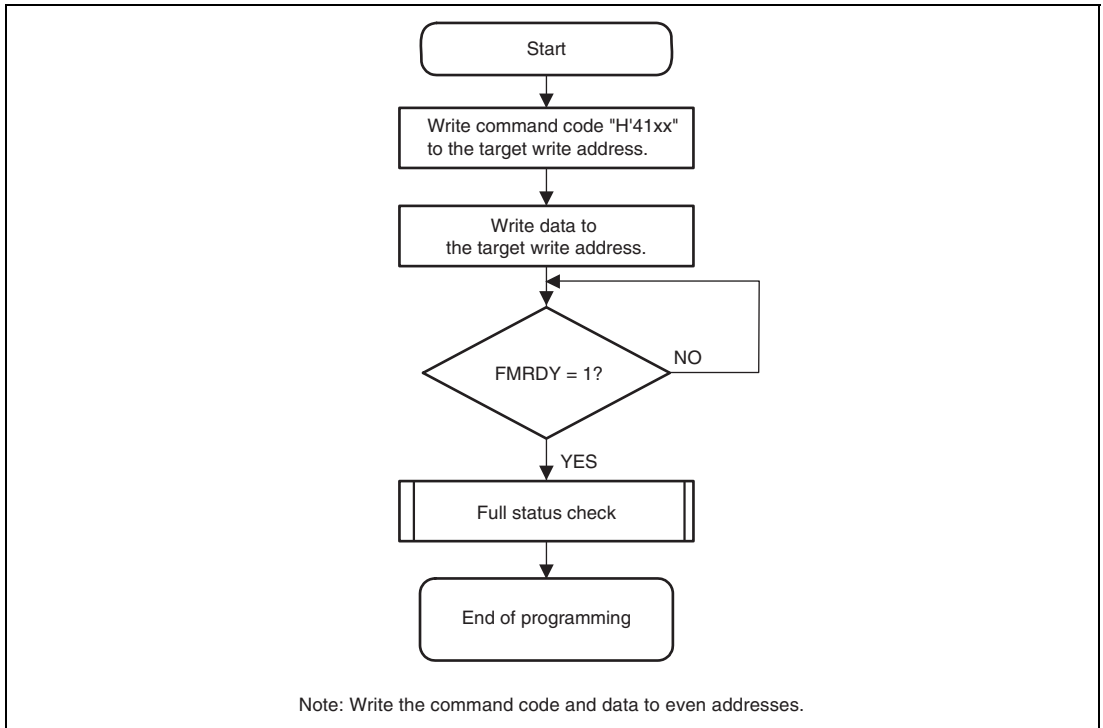 Start
Write command code "H'41xx"
to the target write address.
Write data to
the target write address.
FMRDY = 1?
NO
YES
Full status check
End of programming
Note: Write the command code and data to even addresses.